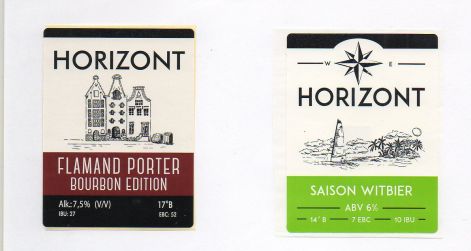 HORIZONT
FLAMAND PORTER
BOURBON EDITION
Alk.:7,5% (V/V) 17°B
IBU: 27 EBC: 52
W E
HORIZONT
SAISON WITBIER
ABV 6%
14°B 7 EBC 10 IBU